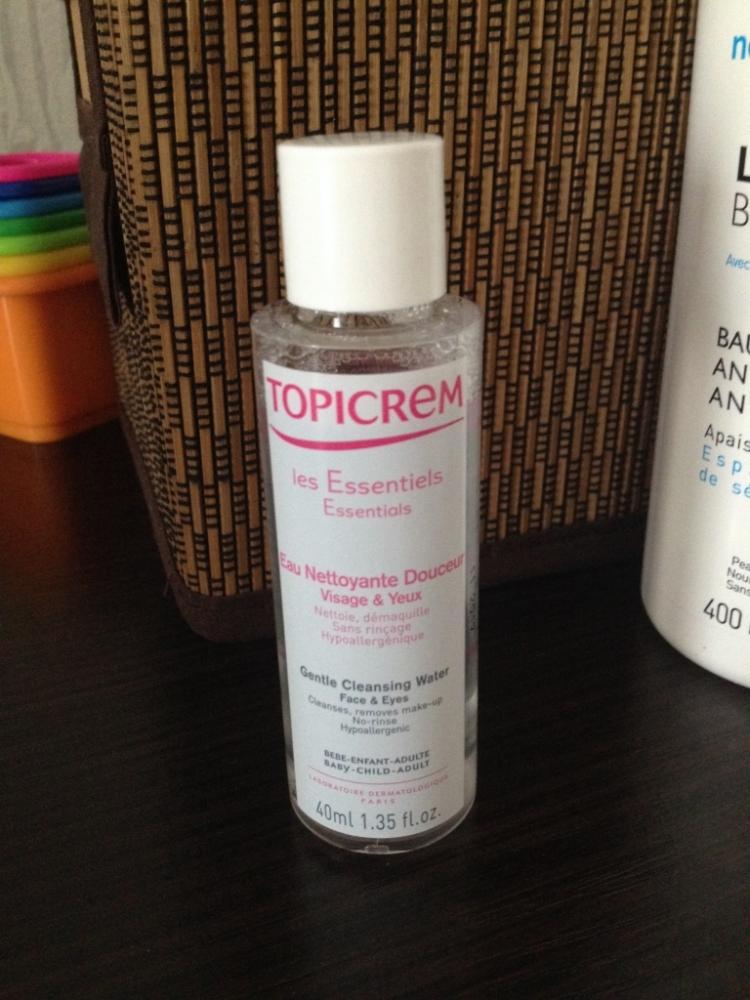 TOPICREM
les Essentiels
Essentials
Eau Nettoyante Douceur
Visage & Yeux
Nettoie, démaquille
Sans rinçage
Hypoallergénique
Gentle Cleansing Water
Face & Eyes
Cleanses, removes make-up
No-rinse
Hypoallergenic
BEBE-ENFANT-ADULTE
BABY-CHILD-ADULT
LABORATOIRE DERMATOLOGIQUE
PARIS
40ml 1.35 fl.oz.
Avec
AN
AN
de
400